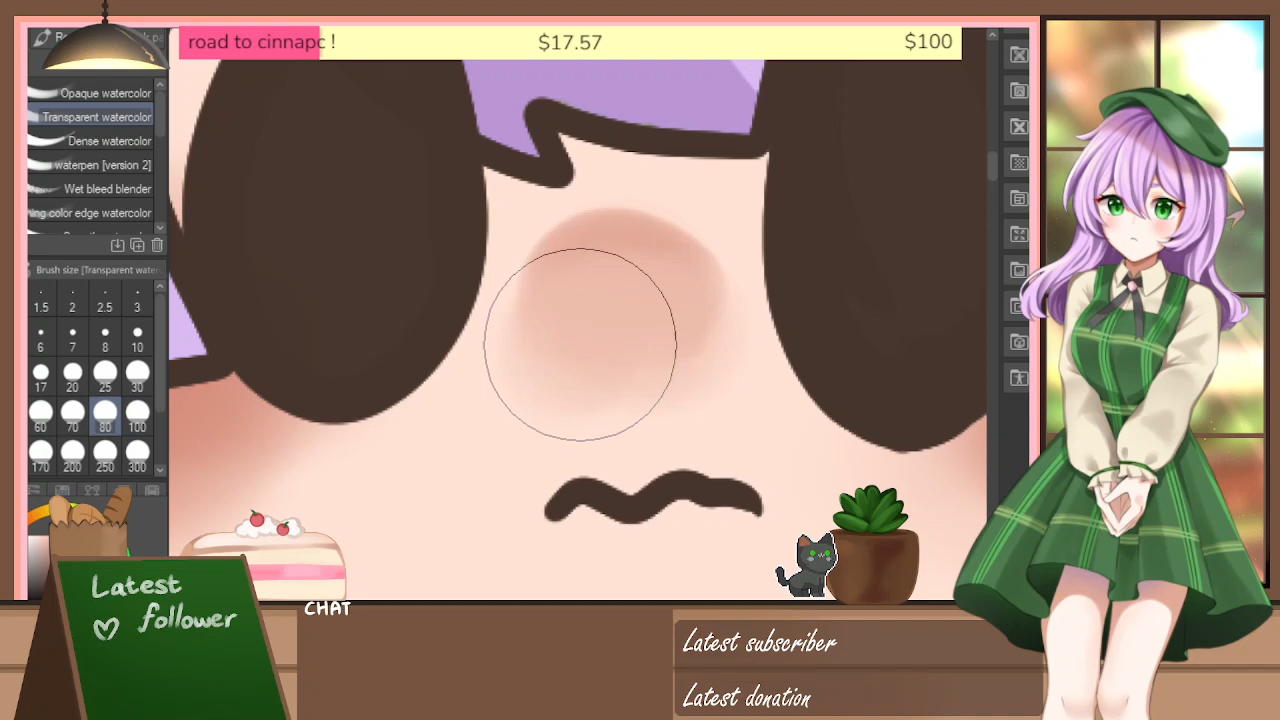 road to cinnapc !
$17.57
$100
Opaque watercolor
Transparent watercolor
Dense watercolor
waterpen [version 2]
Wet bleed blender
color edge watercolor
Brush size [Transparent
1.5 2 2.5 3
6 7 8 10
17 20 25 30
60 70 80 100
170 200 250 300
CHAT
Latest
follower
Latest subscriber
Latest donation